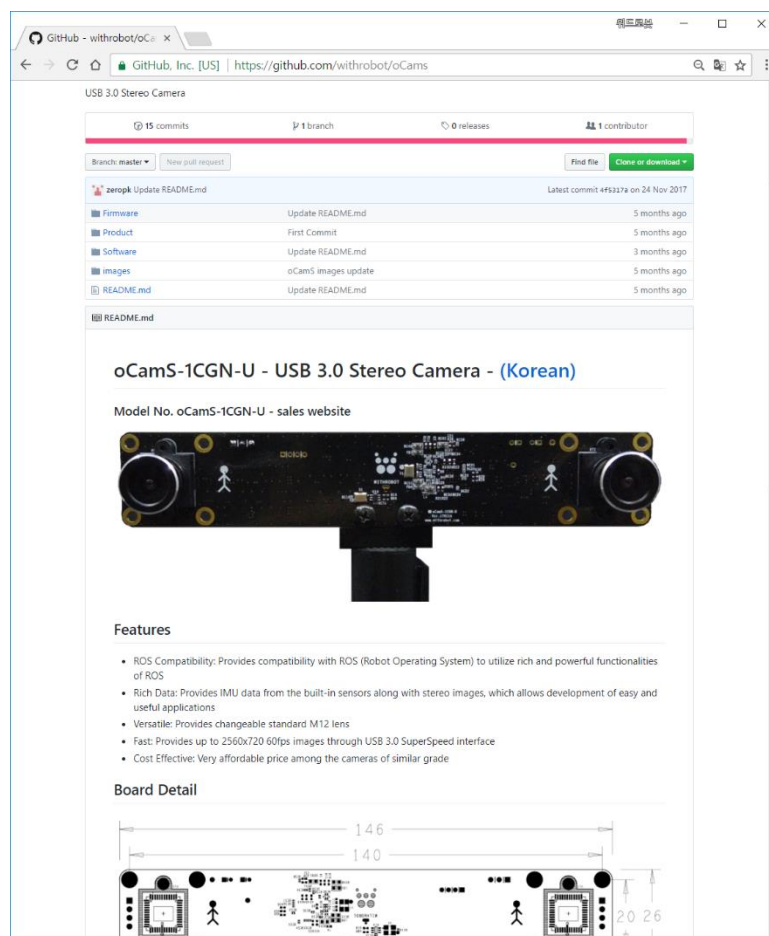 위드로봇
GitHub - withrobot/oCa
GitHub, Inc. [US] | https://github.com/withrobot/oCams
USB 3.0 Stereo Camera
15 commits 1 branch 0 releases 1 contributor
Branch: master New pull request Find file Clone or download
zeropk Update README.md Latest commit 4f5317a on 24 Nov 2017
Firmware Update README.md 5 months ago
Product First Commit 5 months ago
Software Update README.md 3 months ago
images oCamS images update 5 months ago
README.md Update README.md 5 months ago
README.md
oCamS-1CGN-U - USB 3.0 Stereo Camera - (Korean)
Model No. oCamS-1CGN-U - sales website
WITHROBOT
Features
ROS Compatibility: Provides compatibility with ROS (Robot Operating System) to utilize rich and powerful functionalities
of ROS
Rich Data: Provides IMU data from the built-in sensors along with stereo images, which allows development of easy and
useful applications
Versatile: Provides changeable standard M12 lens
Fast: Provides up to 2560x720 60fps images through USB 3.0 SuperSpeed interface
Cost Effective: Very affordable price among the cameras of similar grade
Board Detail
146
140
20 26